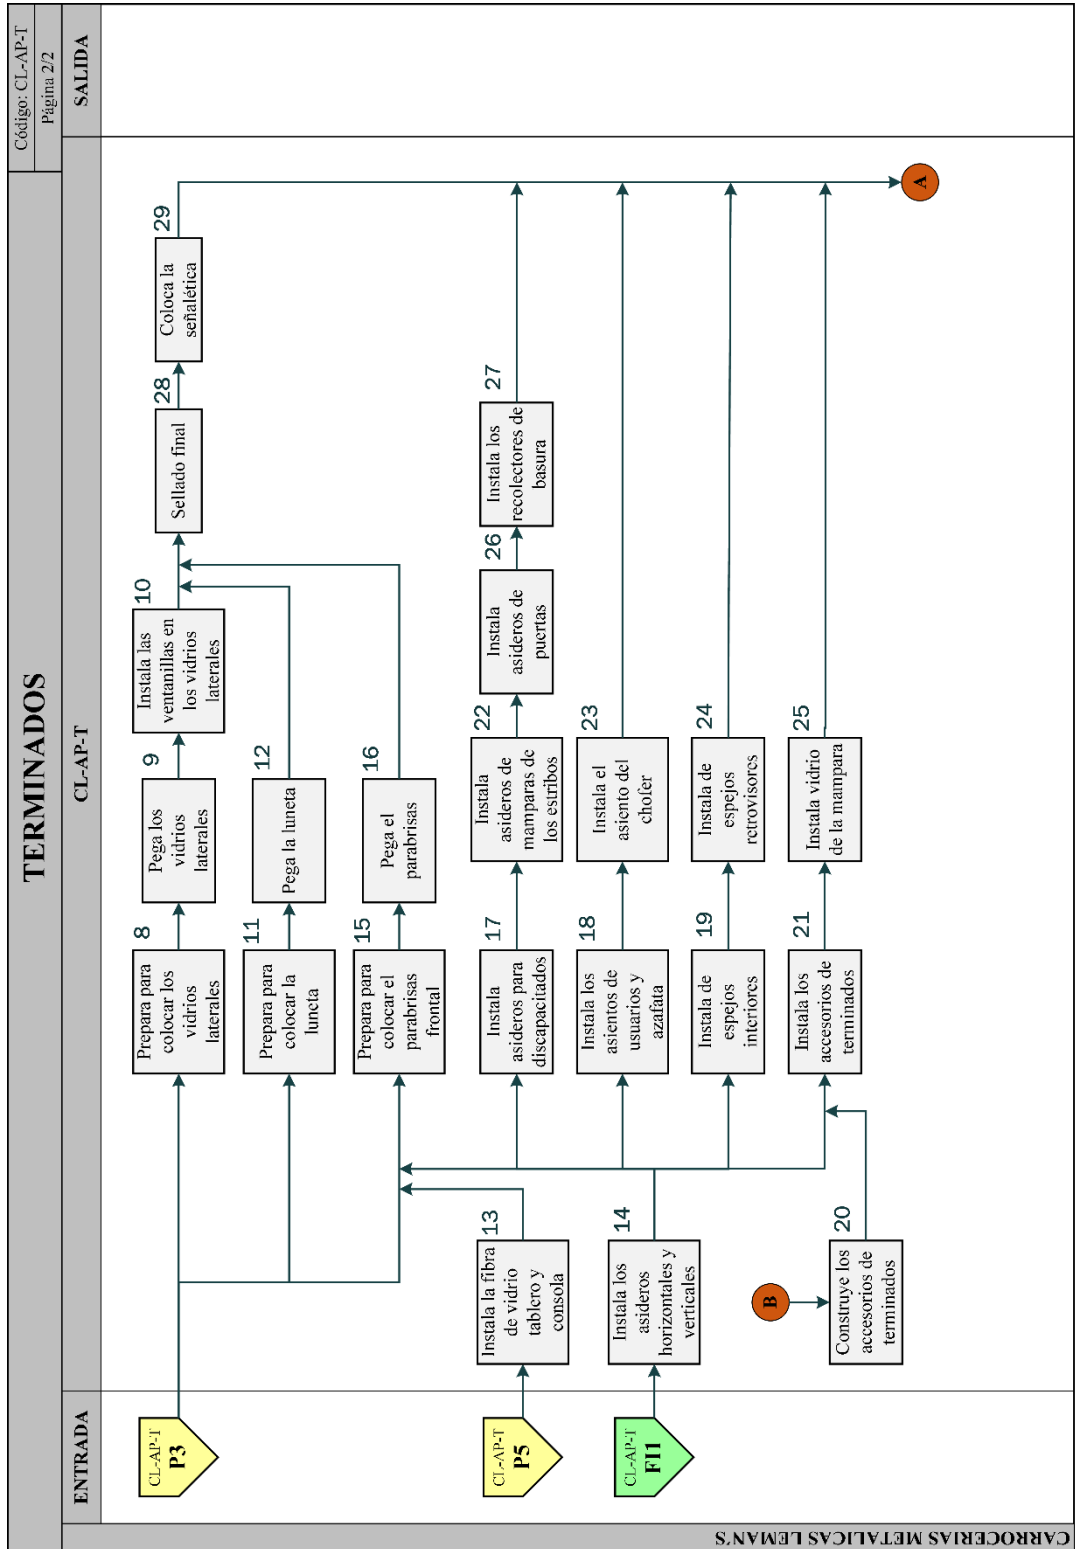 TERMINADOS
Código: CL-AP-T
Página 2/2
ENTRADA
CL-AP-T
SALIDA
CARROCERIAS METALICAS LEMAN'S
CL-AP-T
P3
8
Prepara para
colocar los
vidrios
laterales
9
Pega los
vidrios
laterales
10
Instala las
ventanillas en
los vidrios
laterales
28
Sellado final
29
Coloca la
señalética
11
Prepara para
colocar la
luneta
12
Pega la luneta
15
Prepara para
colocar el
parabrisas
frontal
16
Pega el
parabrisas
CL-AP-T
P5
13
Instala la fibra
de vidrio
tablero y
consola
17
Instala
asideros para
discapacitados
22
Instala
asideros de
mamparas de
los estribos
26
Instala
asideros de
puertas
27
Instala los
recolectores de
basura
CL-AP-T
FI1
14
Instala los
asideros
horizontales y
verticales
18
Instala los
asientos de
usuarios y
azafata
23
Instala el
asiento del
chofer
19
Instala de
espejos
interiores
24
Instala de
espejos
retrovisores
B
20
Construye los
accesorios de
terminados
21
Instala los
accesorios de
terminados
25
Instala vidrio
de la mampara
A